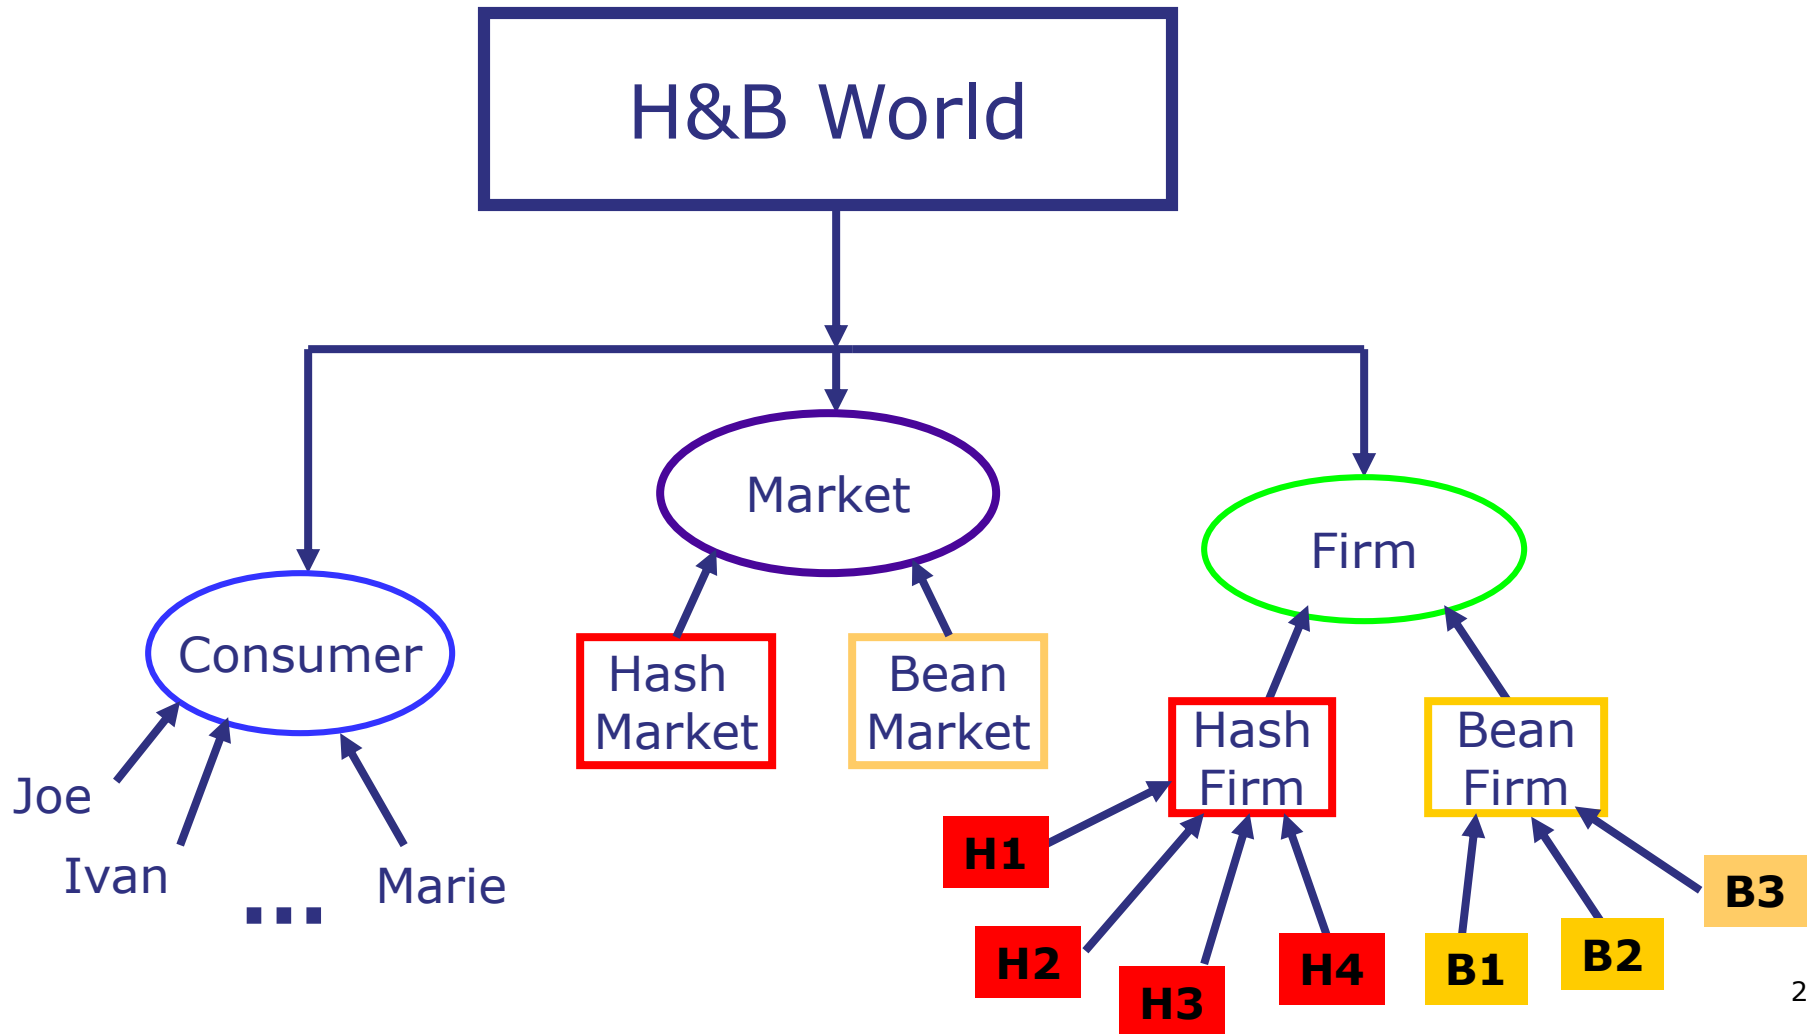 H&B World
Market
Firm
Consumer
Hash
Market
Bean
Market
Hash
Firm
Bean
Firm
Joe
Ivan
...
Marie
H1
H2
H3
H4
B1
B2
B3
2